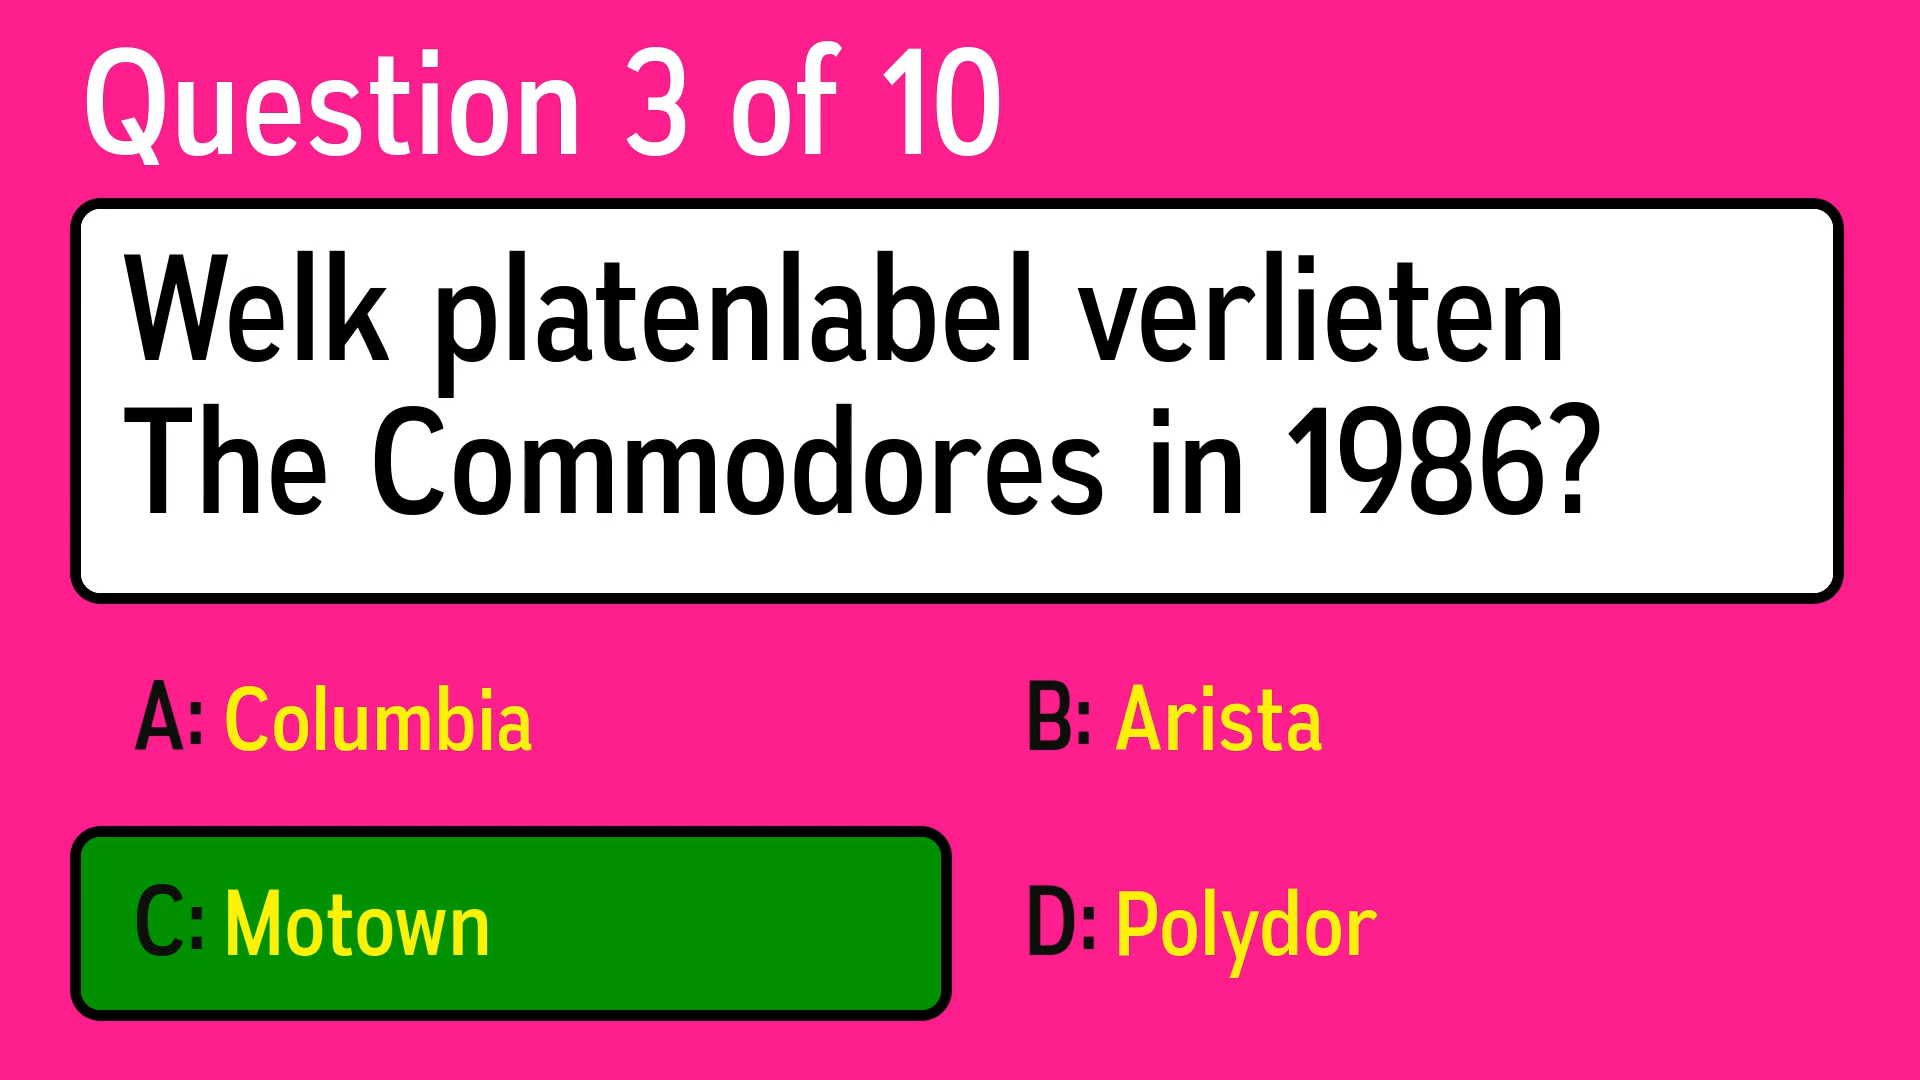 Question 3 of 10
Welk platenlabel verlieten
The Commodores in 1986?
A: Columbia
B: Arista
C: Motown
D: Polydor